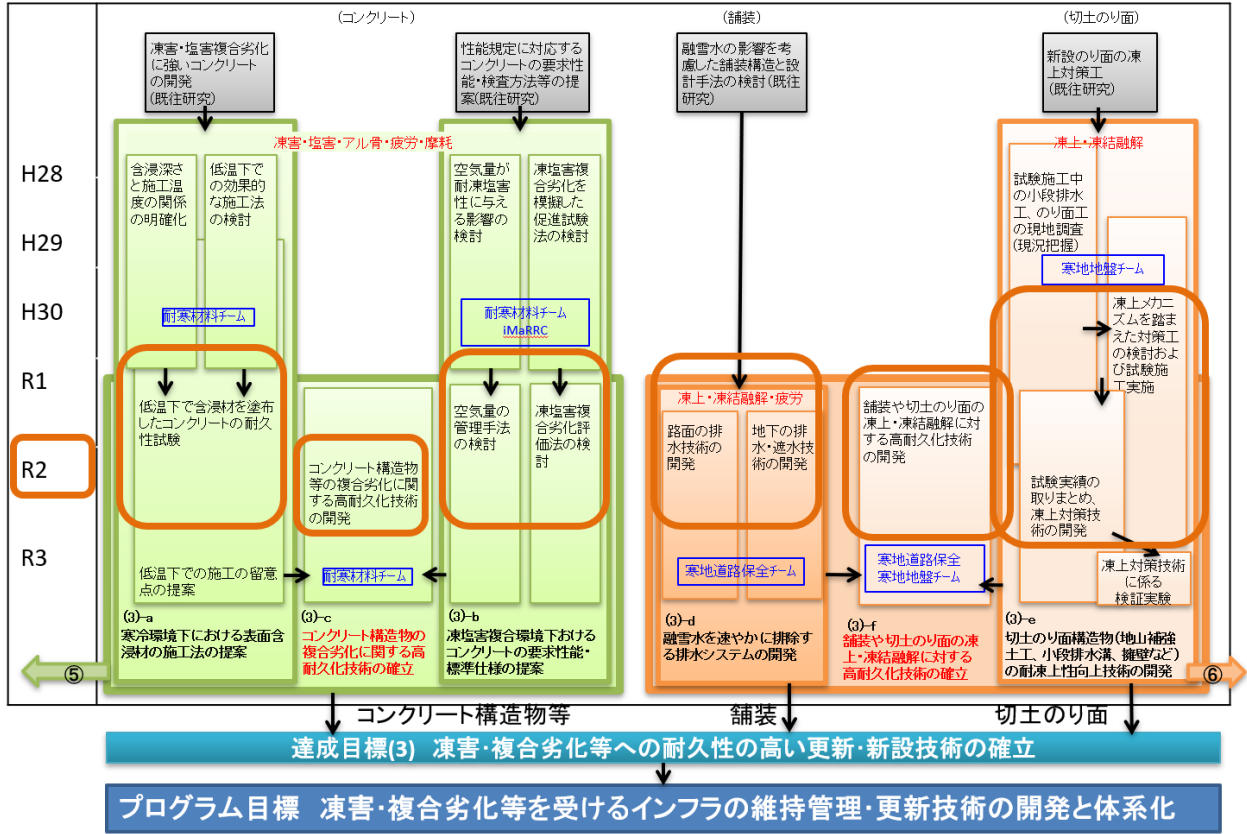 (コンクリート)
(舗装)
(切土のり面)
凍害・塩害複合劣化
に強いコンクリート
の開発
(既往研究)
性能規定に対応する
コンクリートの要求性
能・検査方法等の提
案(既往研究)
融雪水の影響を考
慮した舗装構造と設
計手法の検討(既往
研究)
新設のり面の凍
上対策工
(既往研究)
凍害・塩害・アル骨・疲労・摩耗
凍上・凍結融解
H28
H29
H30
R1
R2
R3
含浸深さ
と施工温
度の関係
の明確化
低温下で
の効果的
な施工法
の検討
空気量が
耐凍塩害
性に与え
る影響の
検討
凍塩害複
合劣化を
模擬した
促進試験
法の検討
試験施工中
の小段排水
工、のり面工
の現地調査
(現況把握)
寒地地盤チーム
耐寒材料チーム
耐寒材料チーム
iMaRRC
凍上メカニ
ズムを踏ま
えた対策工
の検討およ
び試験施
工実施
低温下で含浸材を塗布
したコンクリートの耐久
性試験
コンクリート構造物
等の複合劣化に関
する高耐久化技術
の開発
空気量の
管理手法
の検討
凍塩害複
合劣化評
価法の検
討
凍上・凍結融解・疲労
路面の排
水技術の
開発
地下の排
水・遮水技
術の開発
舗装や切土のり面の
凍上・凍結融解に対
する高耐久化技術
の開発
試験実績の
取りまとめ、
凍上対策技
術の開発
低温下での施工の留意
点の提案
耐寒材料チーム
寒地道路保全チーム
寒地道路保全
寒地地盤チーム
凍上対策技術
に係る
検証実験
(3)-a
寒冷環境下における表面含
浸材の施工法の提案
(3)-c
コンクリート構造物の
複合劣化に関する高
耐久化技術の確立
(3)-b
凍塩害複合環境下おける
コンクリートの要求性能・
標準仕様の提案
(3)-d
融雪水を速やかに排除す
る排水システムの開発
(3)-f
舗装や切土のり面の凍
上・凍結融解に対する
高耐久化技術の確立
(3)-e
切土のり面構造物(地山補強
土工、小段排水溝、擁壁など)
の耐凍上性向上技術の開発
⑤
⑥
コンクリート構造物等
舗装
切土のり面
達成目標(3) 凍害・複合劣化等への耐久性の高い更新・新設技術の確立
プログラム目標 凍害・複合劣化等を受けるインフラの維持管理・更新技術の開発と体系化